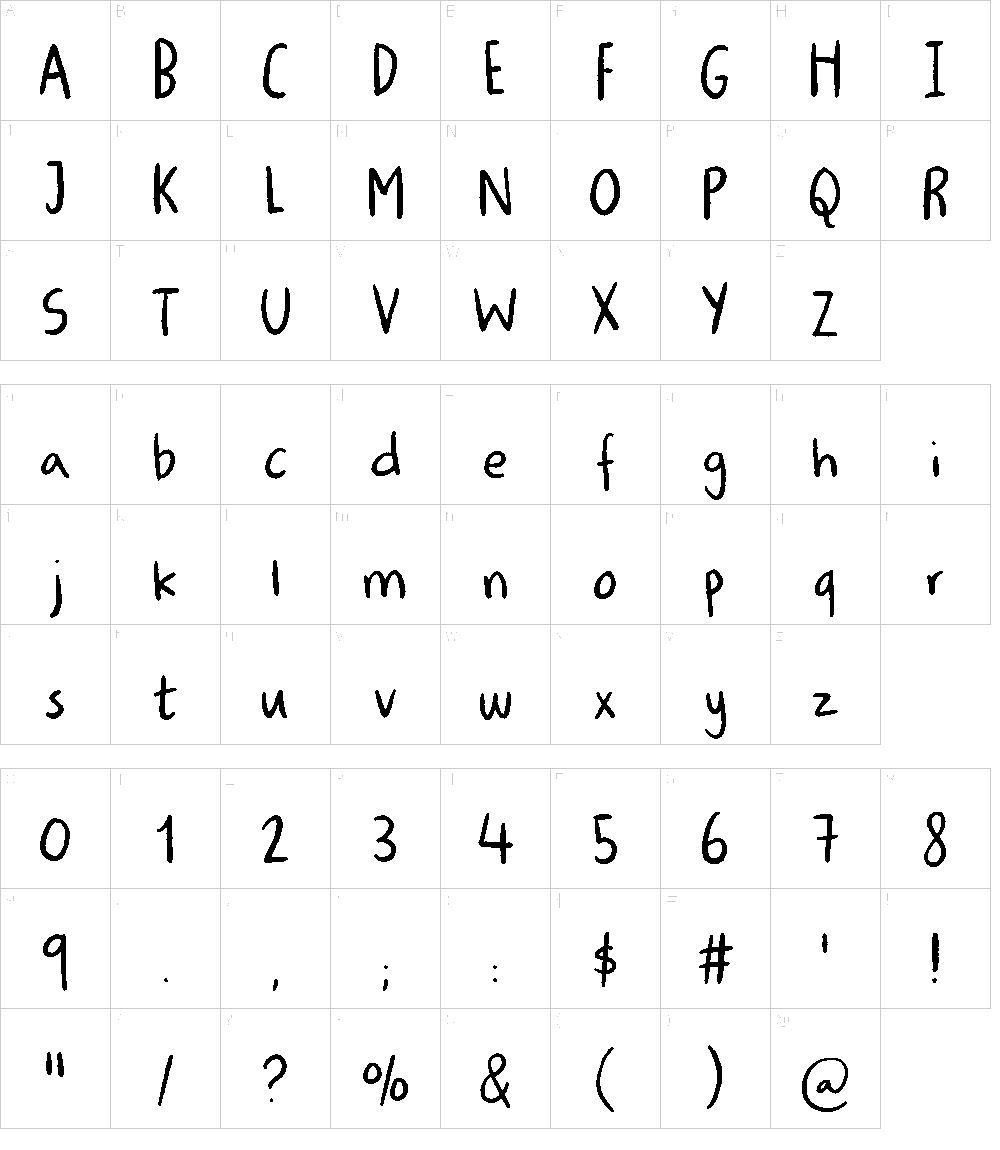 A B C D E F G H I
J K L M N O P Q R
S T U V W X Y Z
a b c d e f g h i
j k l m n o p q r
s t u v w x y z
0 1 2 3 4 5 6 7 8
9 . , ; : $ # ' !
" / ? % & ( ) @